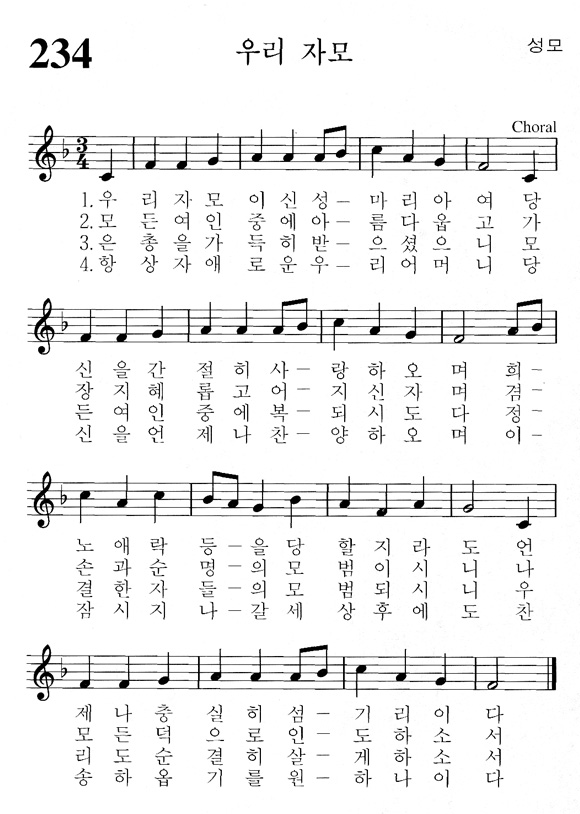 234
우리 자모
성모
Choral
3
4
1. 우 리 자 모 이 신 성 – 마 리 아 여 당
2. 모 든 여 인 중 에 아 – 름 다 웁 고 가
3. 은 총 을 가 득 히 받 – 으 셨 으 니 모
4. 항 상 자 애 로 운 우 – 리 어 머 니 당
신 을 간 절 히 사 – 랑 하 오 며 희 –
장 지 혜 롭 고 어 – 지 신 자 며 겸 –
든 여 인 중 에 복 – 되 시 도 다 정 –
신 을 언 제 나 찬 – 양 하 오 며 이 –
노 애 락 등 – 을 당 할 지 라 도 언
손 과 순 명 – 의 모 범 이 시 니 나
결 한 자 들 – 의 모 범 되 시 니 우
잠 시 지 나 – 갈 세 상 후 에 도 찬
제 나 충 실 히 섬 – 기 리 이 다
모 든 덕 으 로 인 – 도 하 소 서
리 도 순 결 히 살 – 게 하 소 서
송 하 옵 기 를 원 – 하 나 이 다